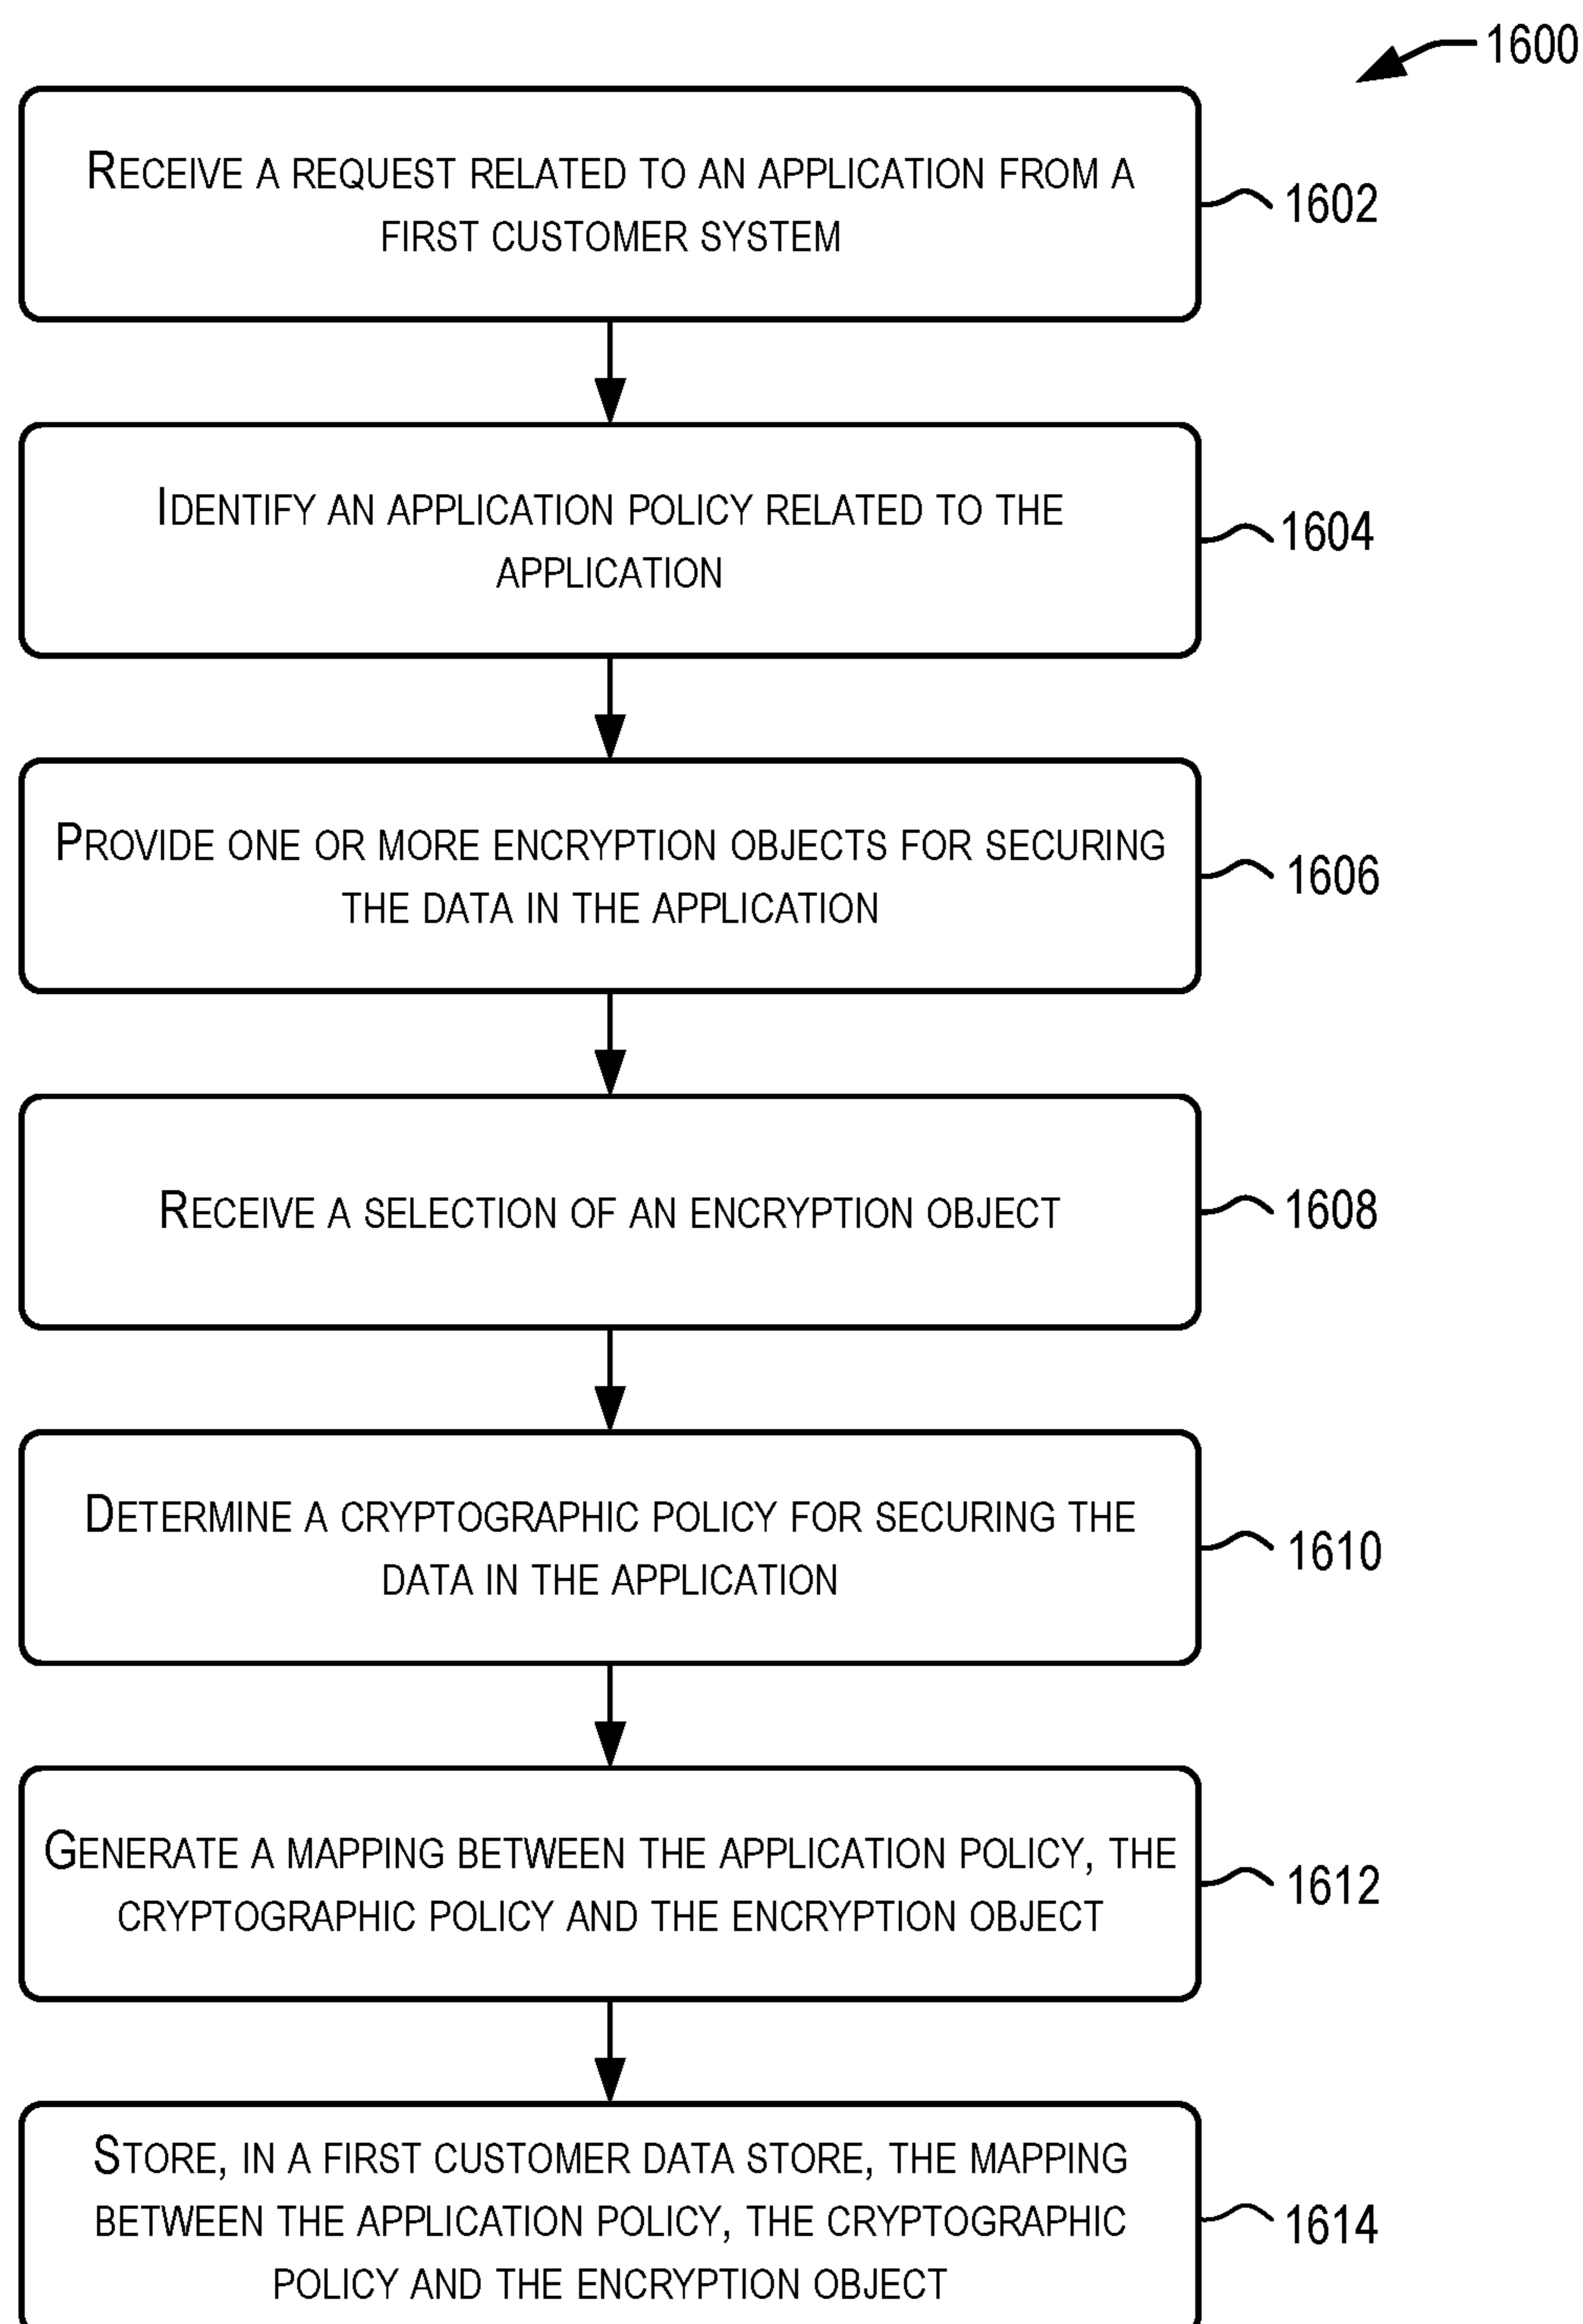 1600
RECEIVE A REQUEST RELATED TO AN APPLICATION FROM A
FIRST CUSTOMER SYSTEM
1602
IDENTIFY AN APPLICATION POLICY RELATED TO THE
APPLICATION
1604
PROVIDE ONE OR MORE ENCRYPTION OBJECTS FOR SECURING
THE DATA IN THE APPLICATION
1606
RECEIVE A SELECTION OF AN ENCRYPTION OBJECT
1608
DETERMINE A CRYPTOGRAPHIC POLICY FOR SECURING THE
DATA IN THE APPLICATION
1610
GENERATE A MAPPING BETWEEN THE APPLICATION POLICY, THE
CRYPTOGRAPHIC POLICY AND THE ENCRYPTION OBJECT
1612
STORE, IN A FIRST CUSTOMER DATA STORE, THE MAPPING
BETWEEN THE APPLICATION POLICY, THE CRYPTOGRAPHIC
POLICY AND THE ENCRYPTION OBJECT
1614